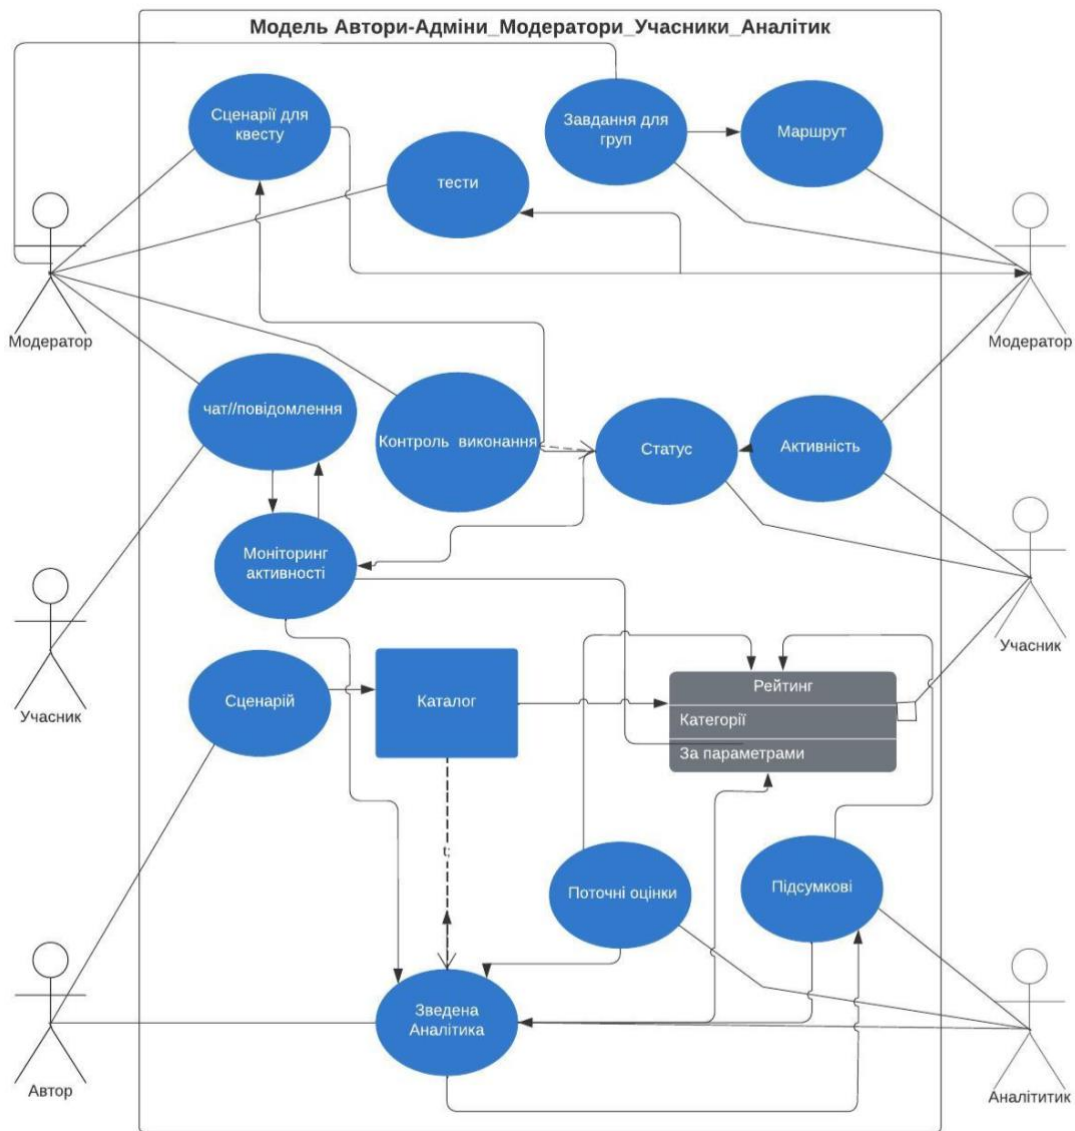 Модель Автори-Адміни_Модератори_Учасники_Аналітик
Сценарії для
квесту
тести
Завдання для
груп
Маршрут
Модератор
Модератор
чат//повідомлення
Контроль виконання
Статус
Активність
Моніторинг
активності
Учасник
Учасник
Сценарій
Каталог
Рейтинг
Категорії
За параметрами
Поточні оцінки
Підсумкові
Зведена
Аналітика
Автор
Аналітитик